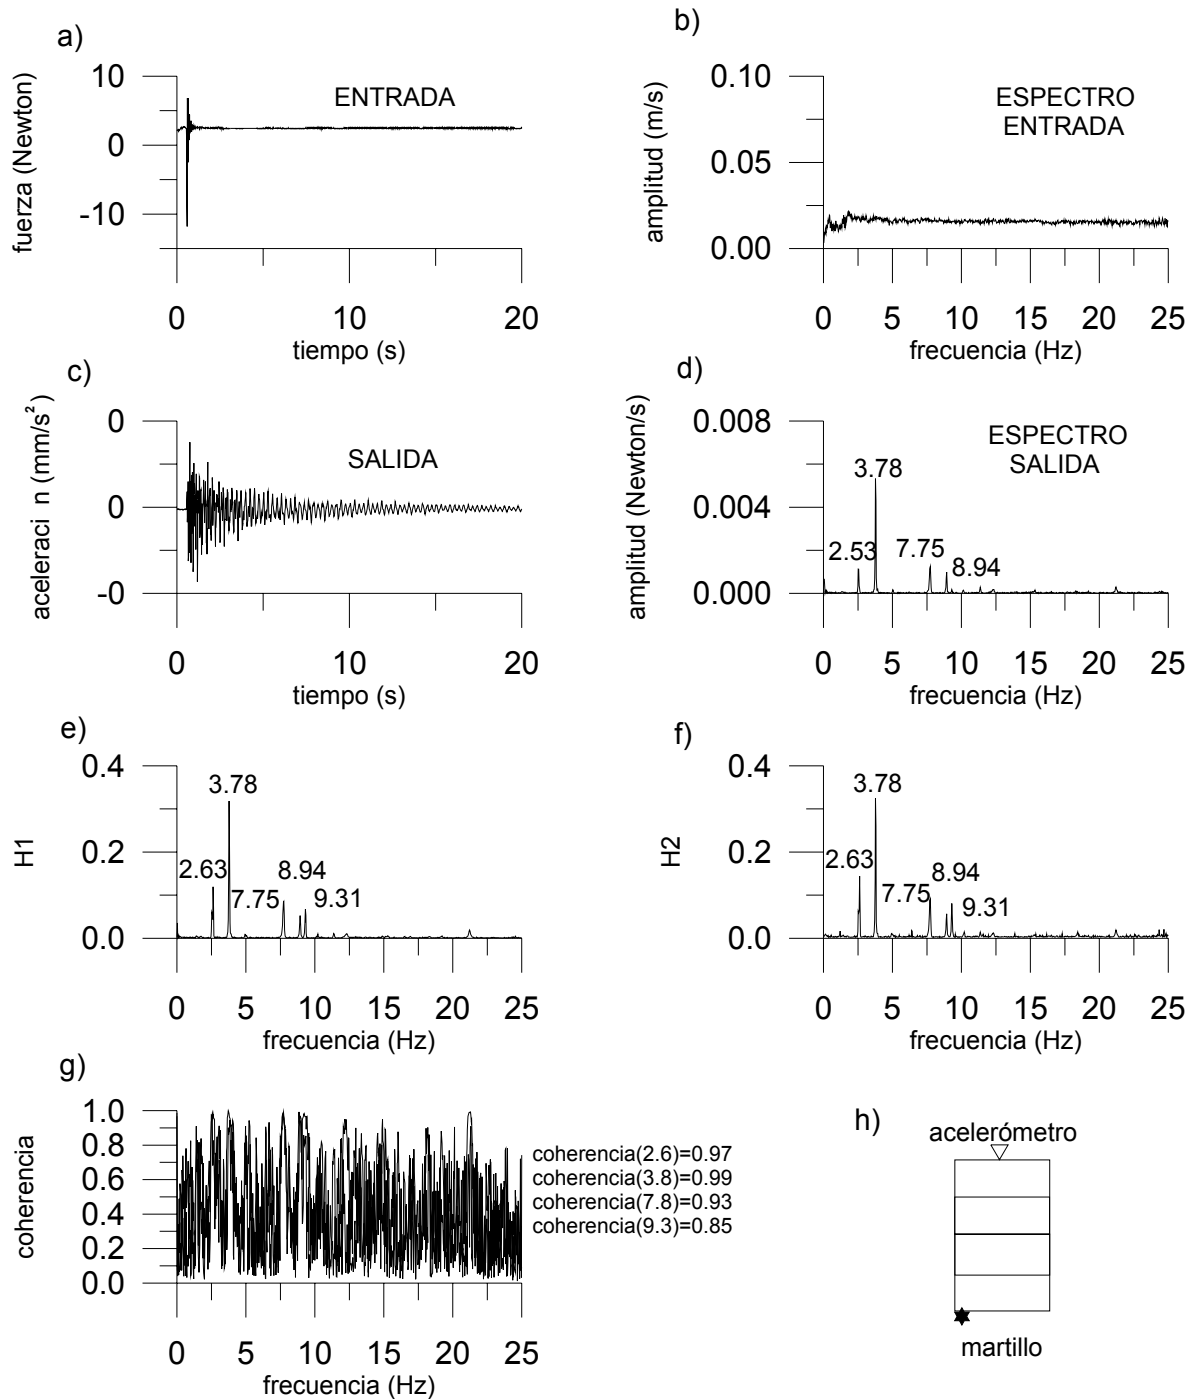 a)
fuerza (Newton)
10
0
-10
ENTRADA
0
10
20
tiempo (s)
b)
amplitud (m/s)
0.10
0.05
0.00
ESPECTRO
ENTRADA
0
5
10
15
20
25
frecuencia (Hz)
c)
aceleraci n (mm/s²)
0
0
-0
SALIDA
0
10
20
tiempo (s)
d)
amplitud (Newton/s)
0.008
0.004
0.000
ESPECTRO
SALIDA
3.78
2.53
7.75
8.94
0
5
10
15
20
25
frecuencia (Hz)
e)
H1
0.4
0.2
0.0
3.78
2.63
8.94
7.75
9.31
0
5
10
15
20
25
frecuencia (Hz)
f)
H2
0.4
0.2
0.0
3.78
2.63
8.94
7.75
9.31
0
5
10
15
20
25
frecuencia (Hz)
g)
coherencia
1.0
0.8
0.6
0.4
0.2
0.0
coherencia(2.6)=0.97
coherencia(3.8)=0.99
coherencia(7.8)=0.93
coherencia(9.3)=0.85
0
5
10
15
20
25
frecuencia (Hz)
h)
acelerómetro
martillo